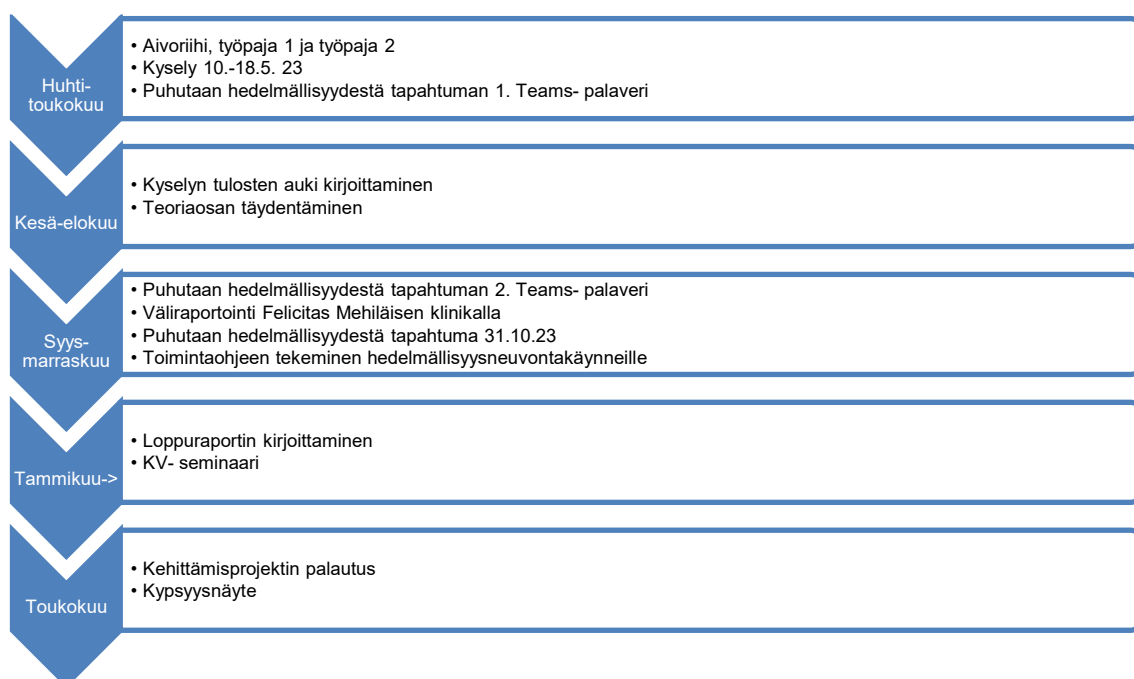 Huhti-
toukokuu
• Aivoriihi, työpaja 1 ja työpaja 2
• Kysely 10.-18.5. 23
• Puhutaan hedelmällisyydestä tapahtuman 1. Teams- palaveri
Kesä-elokuu
• Kyselyn tulosten auki kirjoittaminen
• Teoriaosan täydentäminen
Syys-
marraskuu
• Puhutaan hedelmällisyydestä tapahtuman 2. Teams- palaveri
• Väliraportointi Felicitas Mehiläisen klinikalla
• Puhutaan hedelmällisyydestä tapahtuma 31.10.23
• Toimintaohjeen tekeminen hedelmällisyysneuvontakäynneille
Tammikuu->
• Loppuraportin kirjoittaminen
• KV- seminaari
Toukokuu
• Kehittämisprojektin palautus
• Kypsyysnäyte